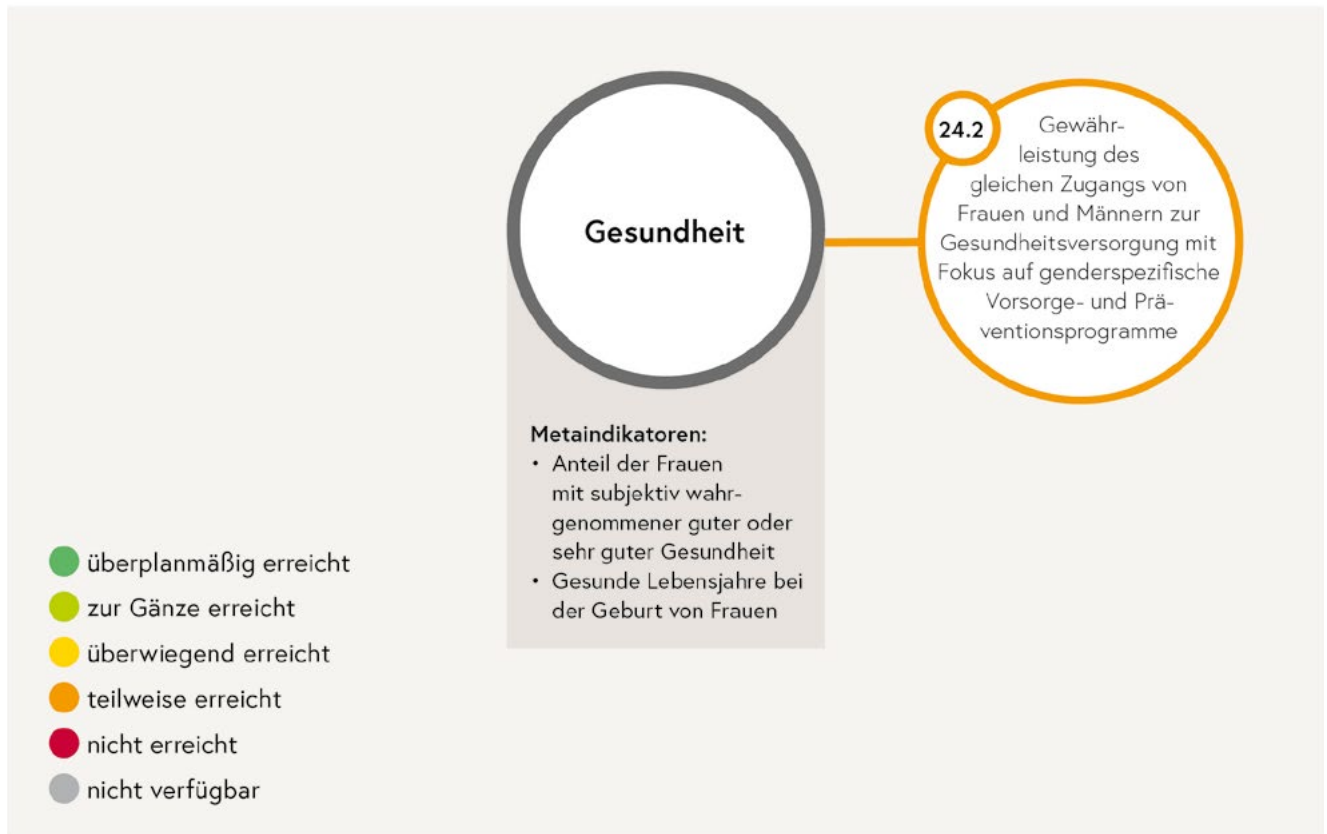 Gesundheit
24.2
Gewähr-
leistung des
gleichen Zugangs von
Frauen und Männern zur
Gesundheitsversorgung mit
Fokus auf genderspezifische
Vorsorge- und Prä-
ventionsprogramme
Metaindikatoren:
• Anteil der Frauen
mit subjektiv wahr-
genommener guter oder
sehr guter Gesundheit
• Gesunde Lebensjahre bei
der Geburt von Frauen
überplanmäßig erreicht
zur Gänze erreicht
überwiegend erreicht
teilweise erreicht
nicht erreicht
nicht verfügbar